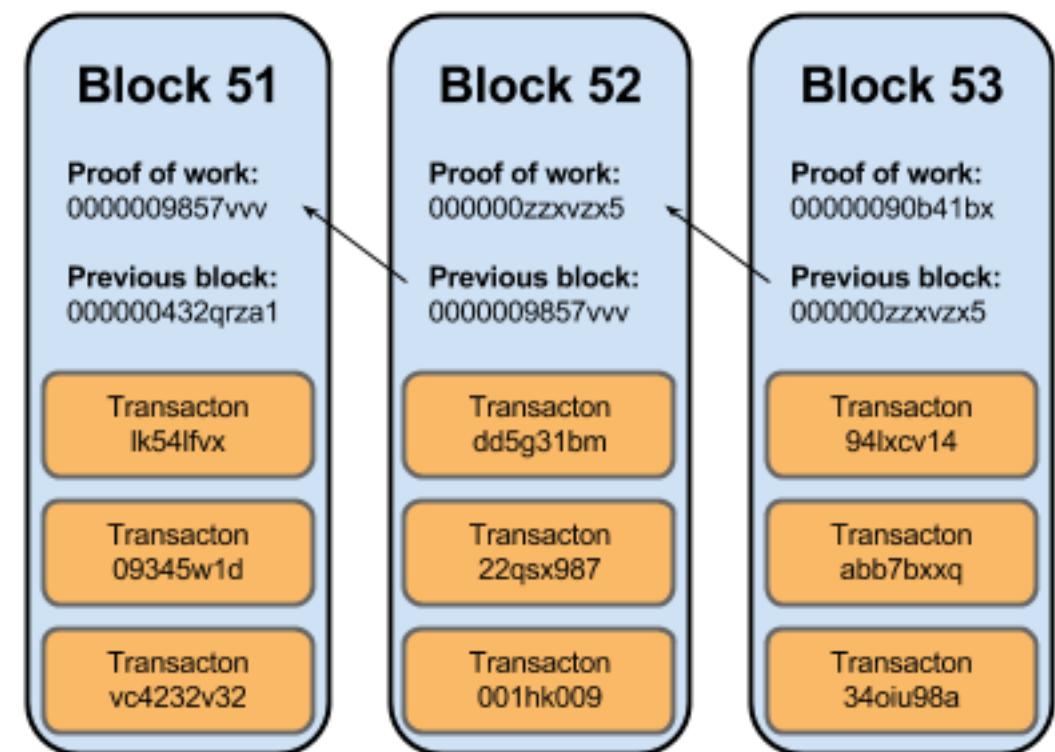 Block 51
Proof of work:
0000009857vvv
Previous block:
000000432qrza1
Transacton
lk54lfvx
Transacton
09345w1d
Transacton
vc4232v32
Block 52
Proof of work:
000000zzxvzx5
Previous block:
0000009857vvv
Transacton
dd5g31bm
Transacton
22qsx987
Transacton
001hk009
Block 53
Proof of work:
00000090b41bx
Previous block:
000000zzxvzx5
Transacton
94lxcv14
Transacton
abb7bxxq
Transacton
34oiu98a